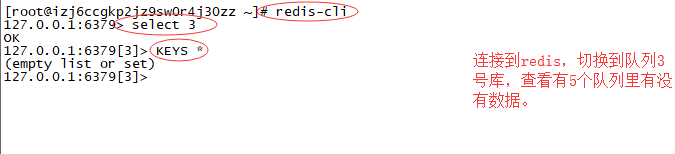 [root@izj6ccgkp2jz9sw0r4j30zz ~]# redis-cli
127.0.0.1:6379> select 3
OK
127.0.0.1:6379[3]> KEYS *
(empty list or set)
127.0.0.1:6379[3]>
连接到redis，切换到队列3
号库，查看有5个队列里有没
有数据。